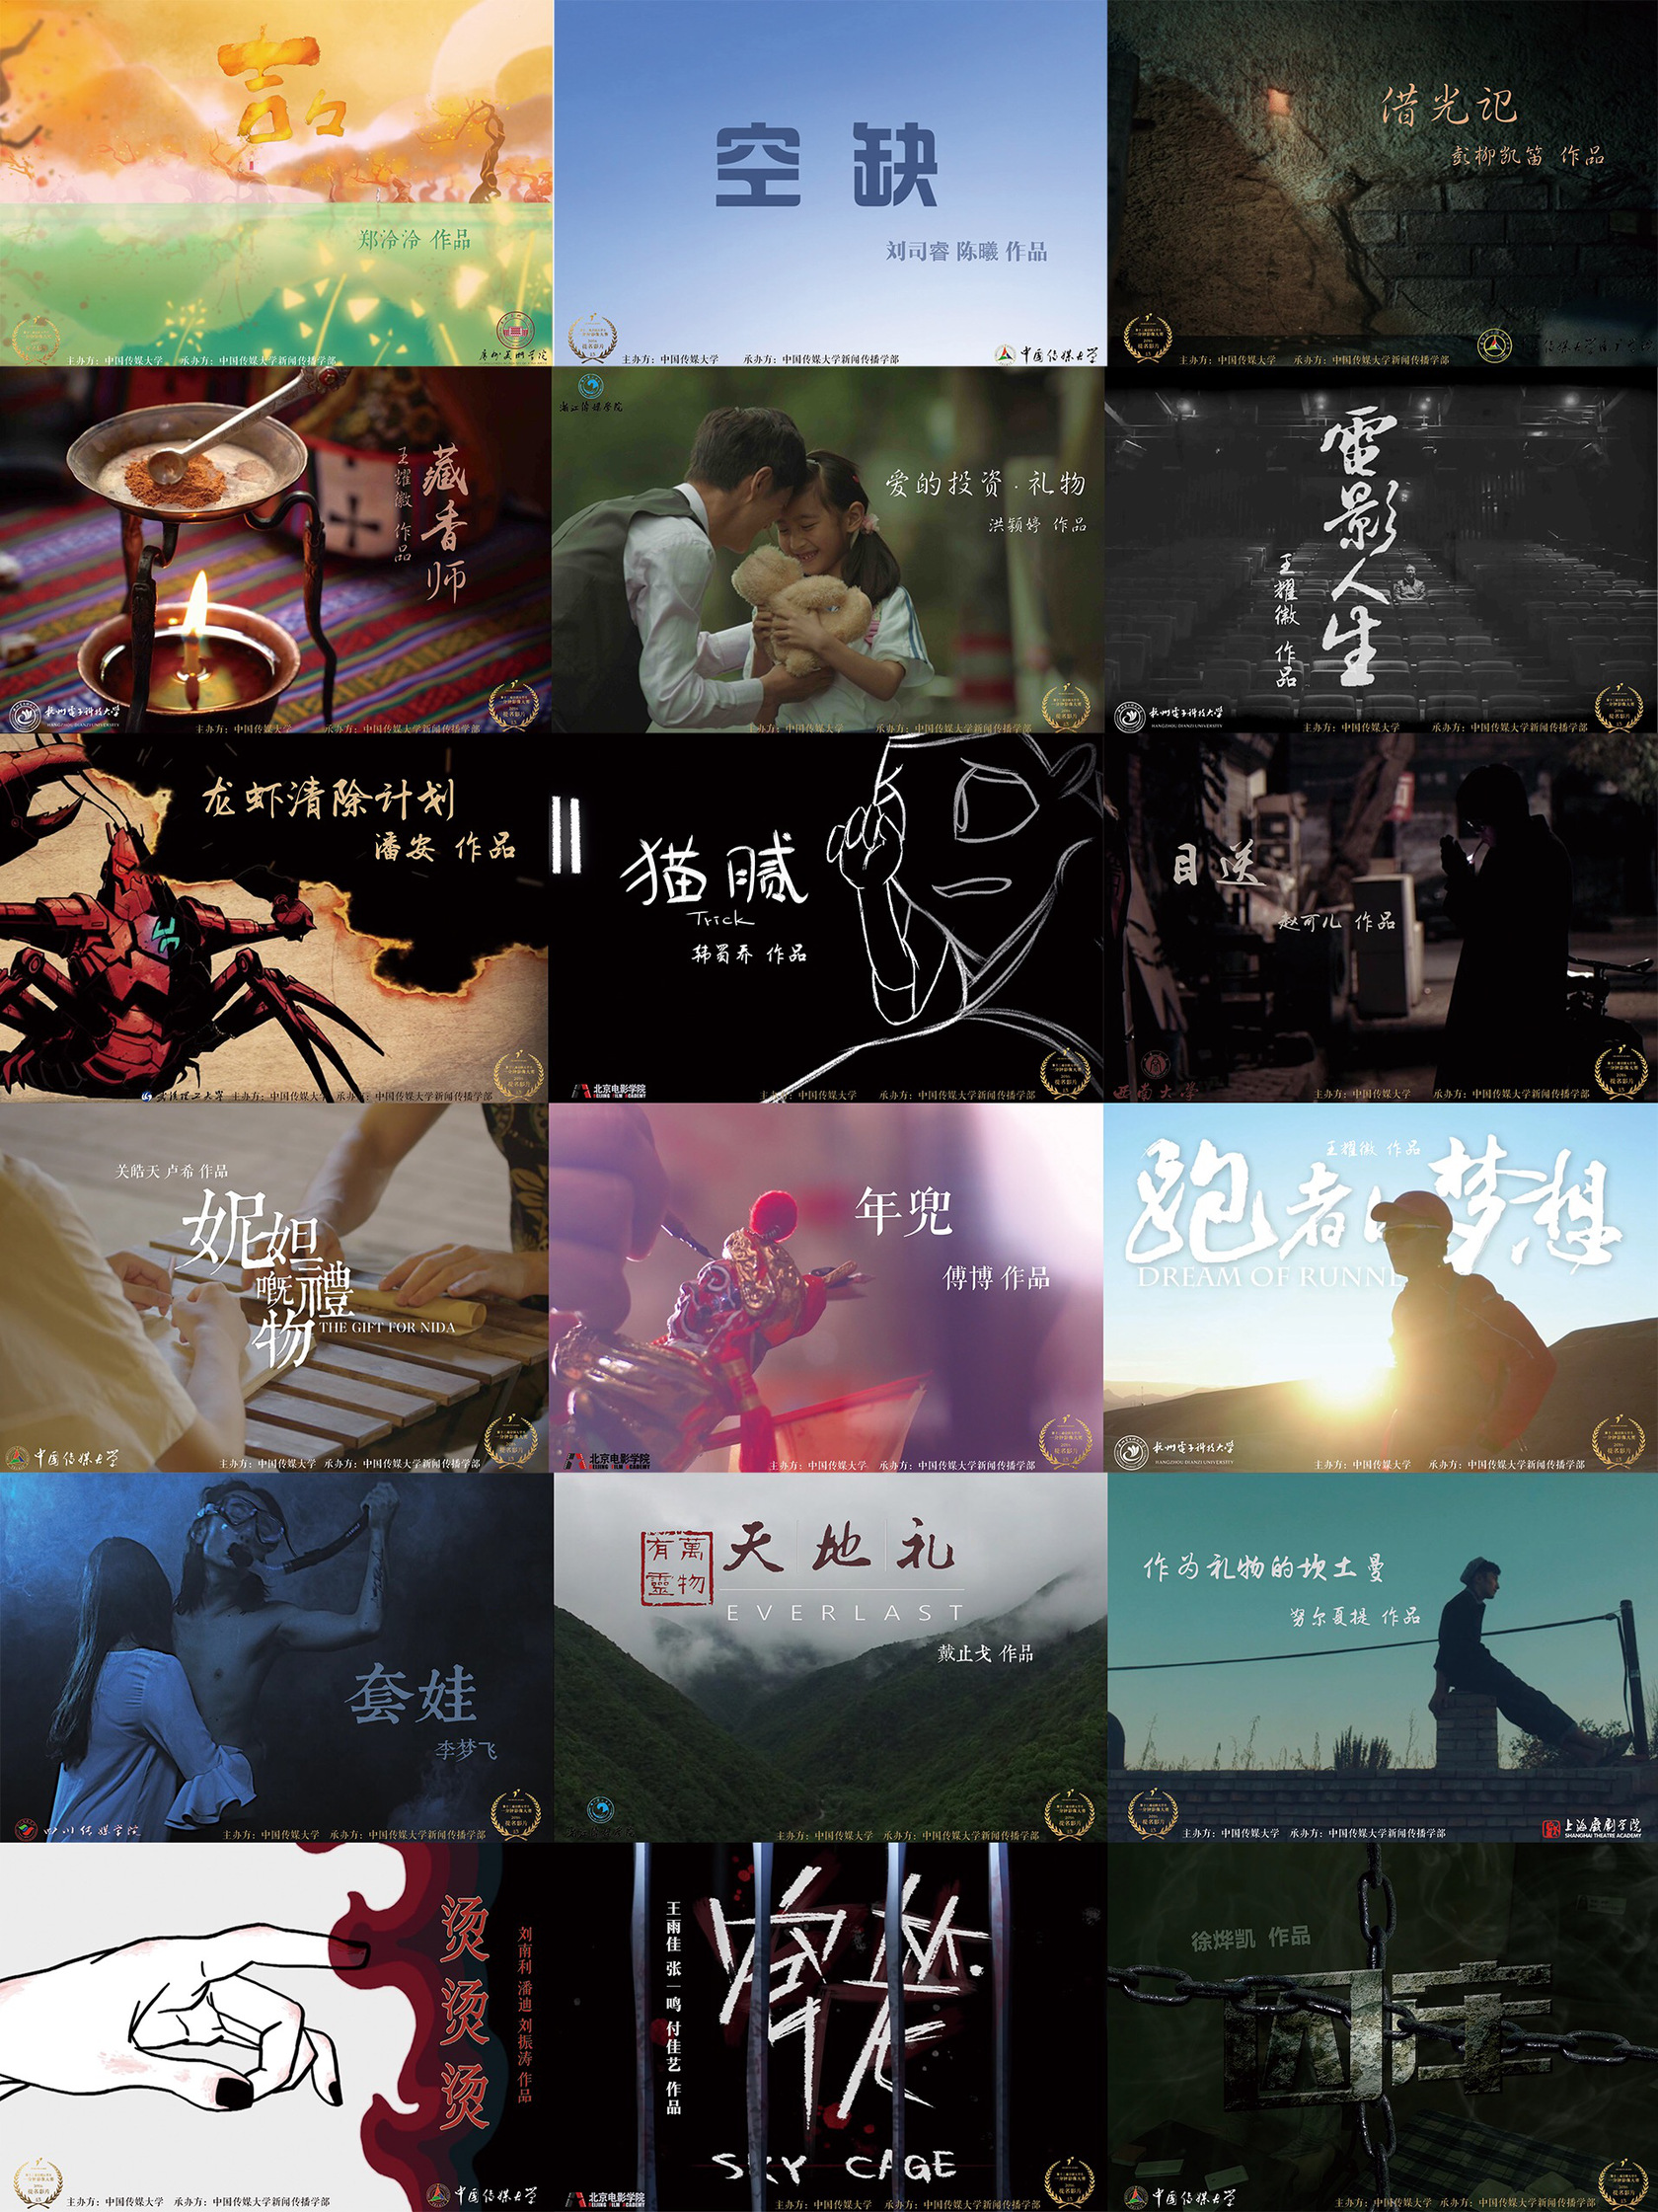 郑泠泠 作品
广州美术学院
主办方：中国传媒大学 承办方：中国传媒大学新闻传播学部
空缺
刘司睿 陈曦 作品
主办方：中国传媒大学 承办方：中国传媒大学新闻传播学部
中国传媒大学
借光记
彭柳凯笛 作品
主办方：中国传媒大学 承办方：中国传媒大学新闻传播学部
藏香师
王耀徽 作品
杭州电子科技大学
HANGZHOU DIANZI UNIVERSITY
主办方：中国传媒大学 承办方：中国传媒大学新闻传播学部
浙江传媒学院
爱的投资·礼物
洪颖婷 作品
主办方：中国传媒大学 承办方：中国传媒大学新闻传播学部
電影人生
王耀徽 作品
杭州电子科技大学
HANGZHOU DIANZI UNIVERSITY
主办方：中国传媒大学 承办方：中国传媒大学新闻传播学部
龙虾清除计划
潘安 作品
主办方：中国传媒大学 承办方：中国传媒大学新闻传播学部
猫腻
Trick
韩蜀乔 作品
北京电影学院
BEIJING FILM ACADEMY
主办方：中国传媒大学 承办方：中国传媒大学新闻传播学部
目送
赵可儿 作品
西南大学
主办方：中国传媒大学 承办方：中国传媒大学新闻传播学部
关皓天 卢希 作品
妮妲嘅禮物
THE GIFT FOR NIDA
中国传媒大学
主办方：中国传媒大学 承办方：中国传媒大学新闻传播学部
年兜
傅博 作品
北京电影学院
BEIJING FILM ACADEMY
主办方：中国传媒大学 承办方：中国传媒大学新闻传播学部
王耀徽 作品
跑者的梦想
DREAM OF RUNNE
杭州电子科技大学
HANGZHOU DIANZI UNIVERSITY
主办方：中国传媒大学 承办方：中国传媒大学新闻传播学部
套娃
李梦飞
四川传媒学院
主办方：中国传媒大学 承办方：中国传媒大学新闻传播学部
萬物有靈
天地礼
EVERLAST
戴止戈 作品
主办方：中国传媒大学 承办方：中国传媒大学新闻传播学部
作为礼物的坎土曼
努尔夏提 作品
主办方：中国传媒大学 承办方：中国传媒大学新闻传播学部
上海戏剧学院
SHANGHAI THEATRE ACADEMY
烫烫烫
刘南利 潘迪 刘振涛 作品
主办方：中国传媒大学 承办方：中国传媒大学新闻传播学部
中国传媒大学
王雨佳 张一鸣 付佳艺 作品
SKY CAGE
北京电影学院
BEIJING FILM ACADEMY
主办方：中国传媒大学 承办方：中国传媒大学新闻传播学部
徐烨凯 作品
中国传媒大学
主办方：中国传媒大学 承办方：中国传媒大学新闻传播学部